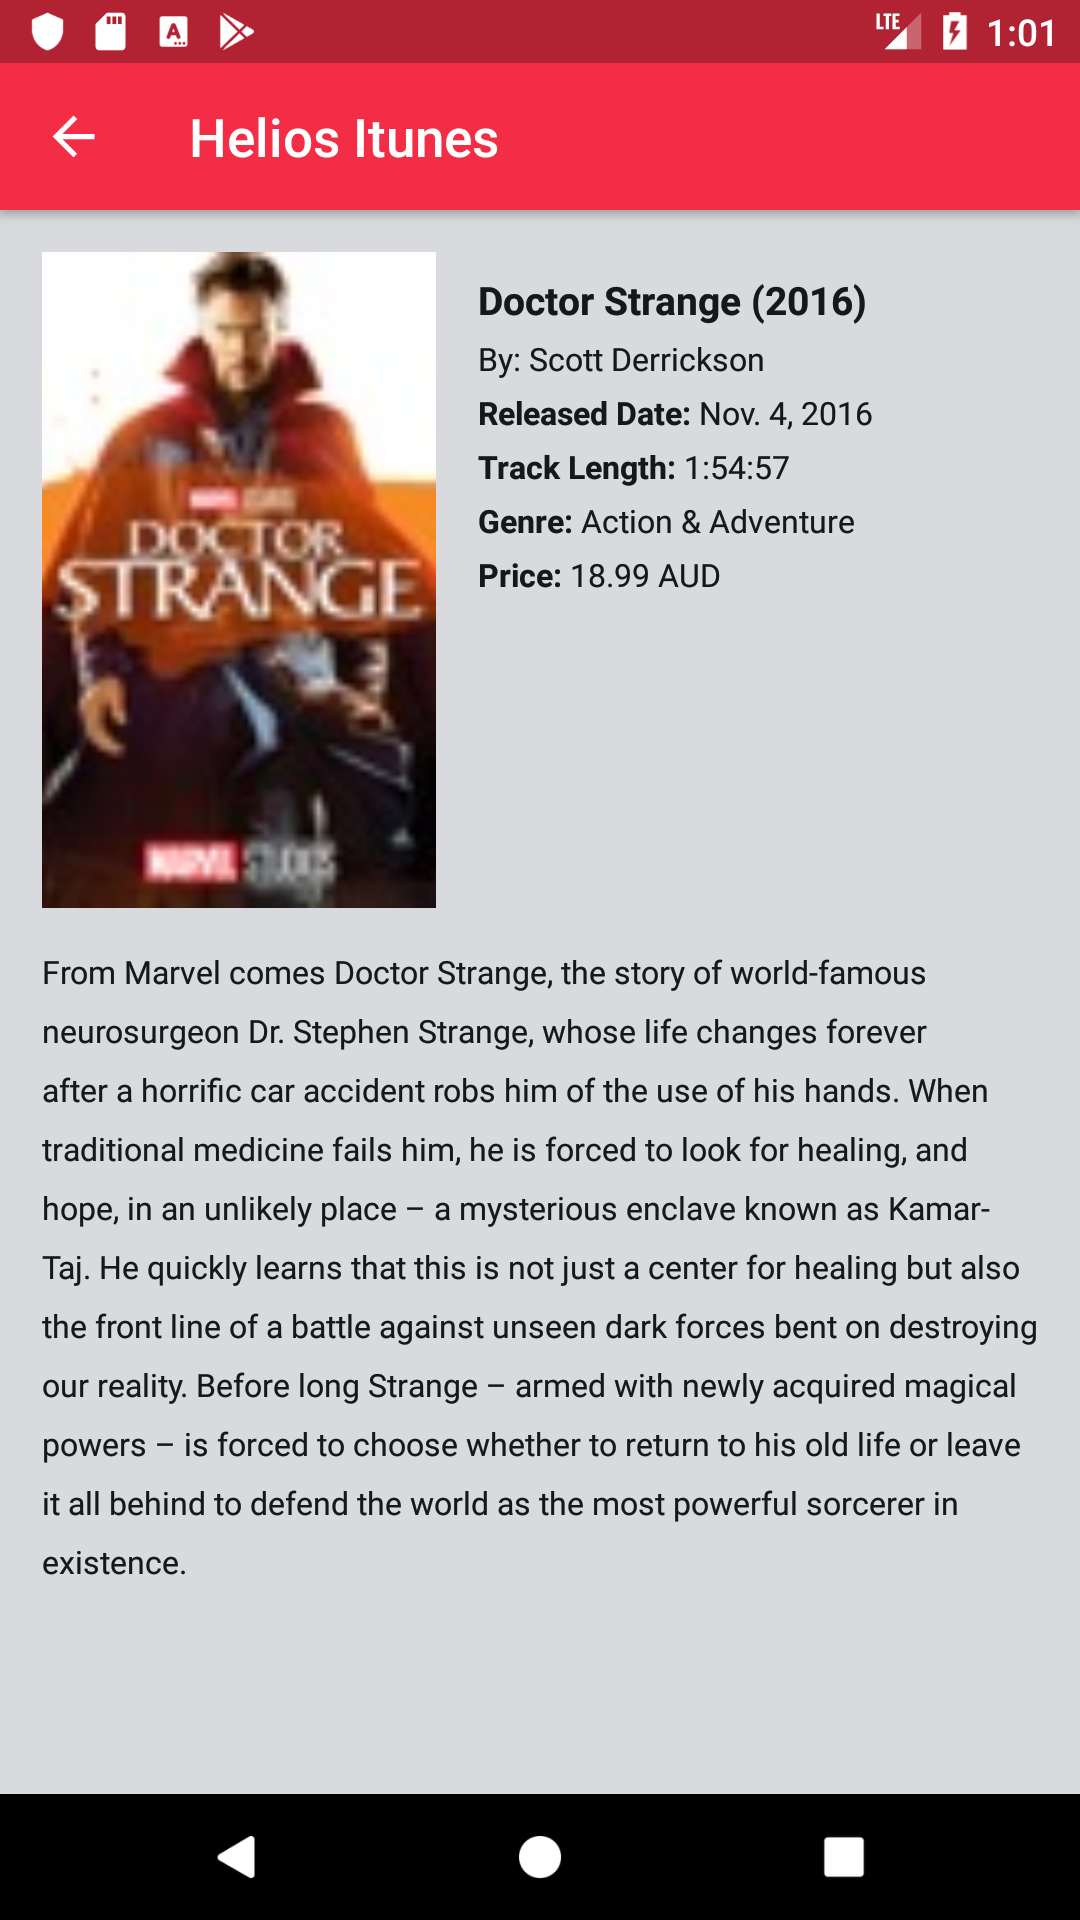 LTE 1:01
Helios Itunes
MARVEL STUDIOS
DOCTOR
STRANGE
MARVEL STUDIOS
Doctor Strange (2016)
By: Scott Derrickson
Released Date: Nov. 4, 2016
Track Length: 1:54:57
Genre: Action & Adventure
Price: 18.99 AUD
From Marvel comes Doctor Strange, the story of world-famous
neurosurgeon Dr. Stephen Strange, whose life changes forever
after a horrific car accident robs him of the use of his hands. When
traditional medicine fails him, he is forced to look for healing, and
hope, in an unlikely place – a mysterious enclave known as Kamar-
Taj. He quickly learns that this is not just a center for healing but also
the front line of a battle against unseen dark forces bent on destroying
our reality. Before long Strange – armed with newly acquired magical
powers – is forced to choose whether to return to his old life or leave
it all behind to defend the world as the most powerful sorcerer in
existence.